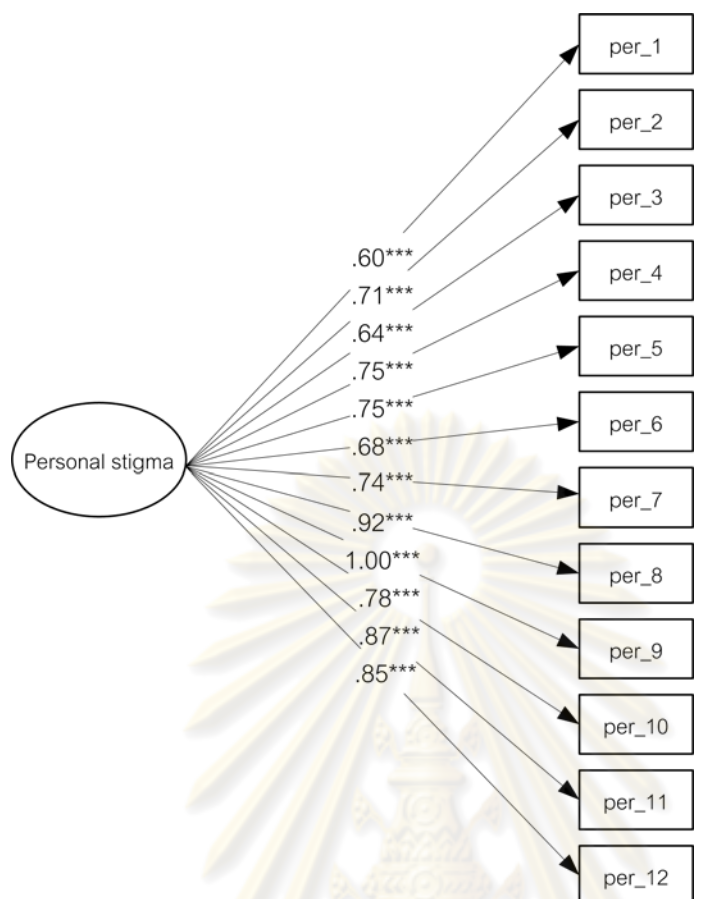 per_1
per_2
per_3
per_4
per_5
per_6
per_7
per_8
per_9
per_10
per_11
per_12
.60***
.71***
.64***
.75***
.75***
.68***
.74***
.92***
1.00***
.78***
.87***
.85***
Personal stigma